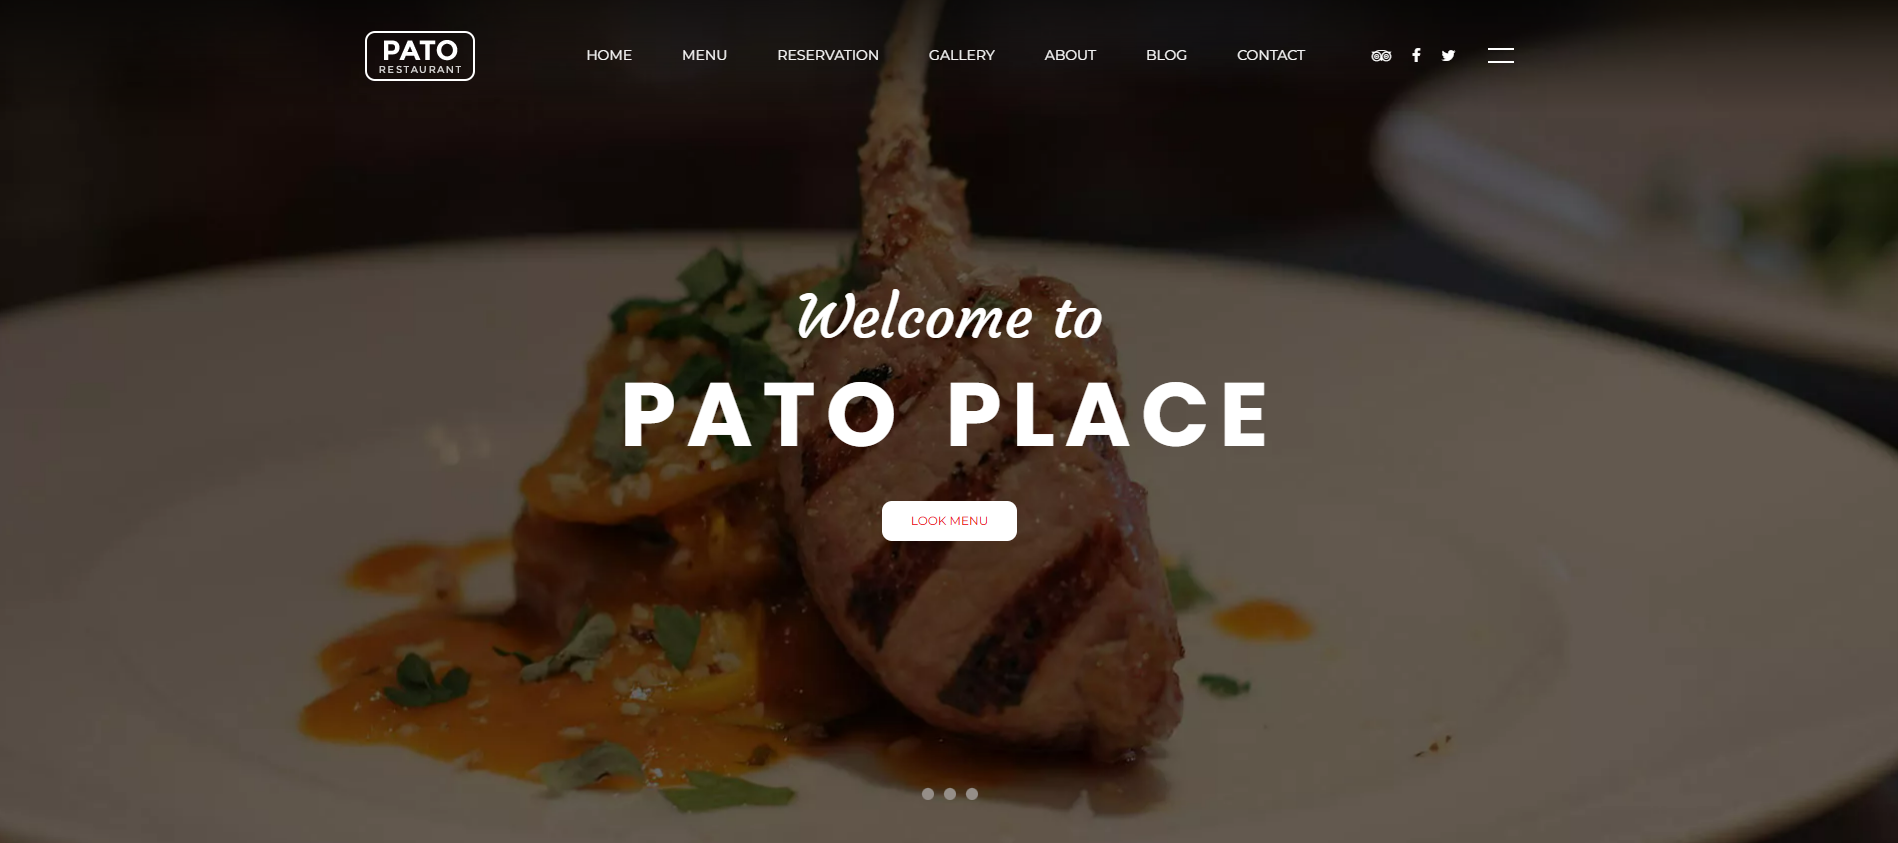 PATO
RESTAURANT
HOME MENU RESERVATION GALLERY ABOUT BLOG CONTACT
Welcome to
PATO PLACE
LOOK MENU